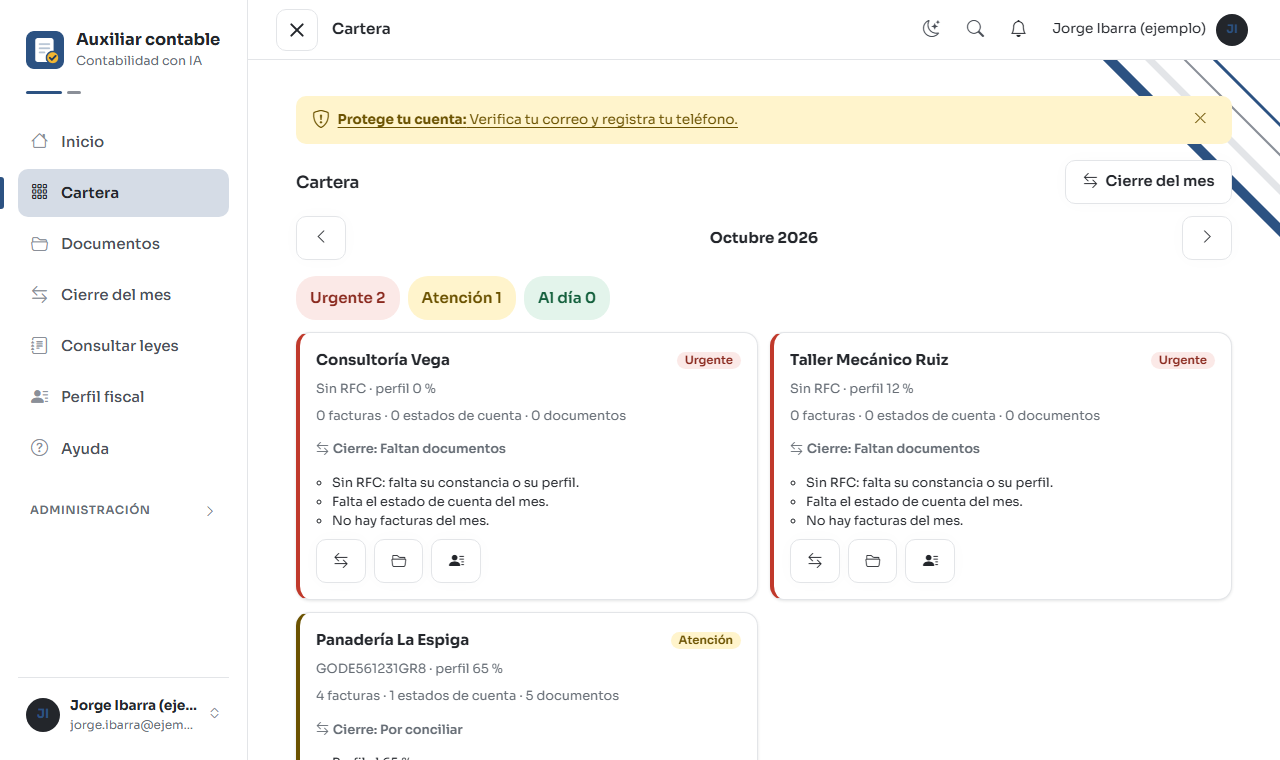 Auxiliar contable
Contabilidad con IA
Inicio
Cartera
Documentos
Cierre del mes
Consultar leyes
Perfil fiscal
Ayuda
ADMINISTRACIÓN
JI
Jorge Ibarra (eje...
jorge.ibarra@ejem...
Cartera
Jorge Ibarra (ejemplo)
JI
Protege tu cuenta: Verifica tu correo y registra tu teléfono.
Cartera
Cierre del mes
Octubre 2026
Urgente 2
Atención 1
Al día 0
Consultoría Vega
Urgente
Sin RFC · perfil 0 %
0 facturas · 0 estados de cuenta · 0 documentos
Cierre: Faltan documentos
Sin RFC: falta su constancia o su perfil.
Falta el estado de cuenta del mes.
No hay facturas del mes.
Taller Mecánico Ruiz
Urgente
Sin RFC · perfil 12 %
0 facturas · 0 estados de cuenta · 0 documentos
Cierre: Faltan documentos
Sin RFC: falta su constancia o su perfil.
Falta el estado de cuenta del mes.
No hay facturas del mes.
Panadería La Espiga
Atención
GODE561231GR8 · perfil 65 %
4 facturas · 1 estados de cuenta · 5 documentos
Cierre: Por conciliar